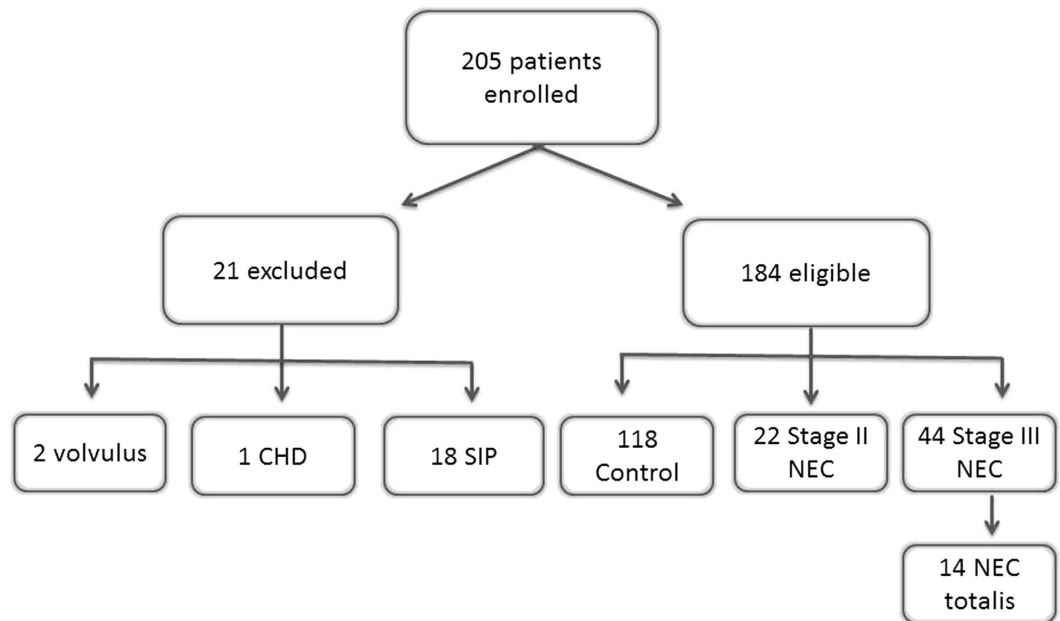 205 patients
enrolled
21 excluded
184 eligible
2 volvulus
1 CHD
18 SIP
118
Control
22 Stage II
NEC
44 Stage III
NEC
14 NEC
totalis